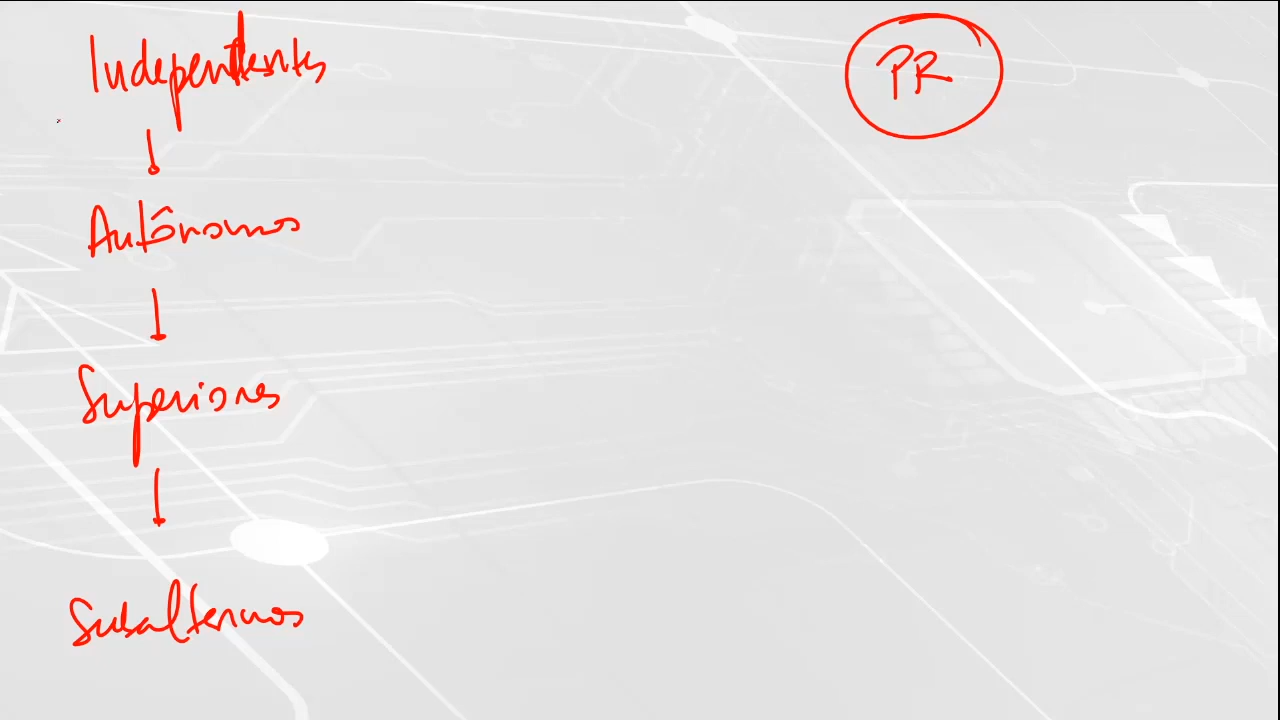 Independentes
PR
Autônomos
Superiores
Subalternos